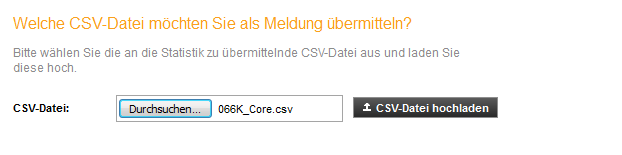 Welche CSV-Datei möchten Sie als Meldung übermitteln?
Bitte wählen Sie die an die Statistik zu übermittelnde CSV-Datei aus und laden Sie
diese hoch.
CSV-Datei: Durchsuchen... 066K_Core.csv CSV-Datei hochladen